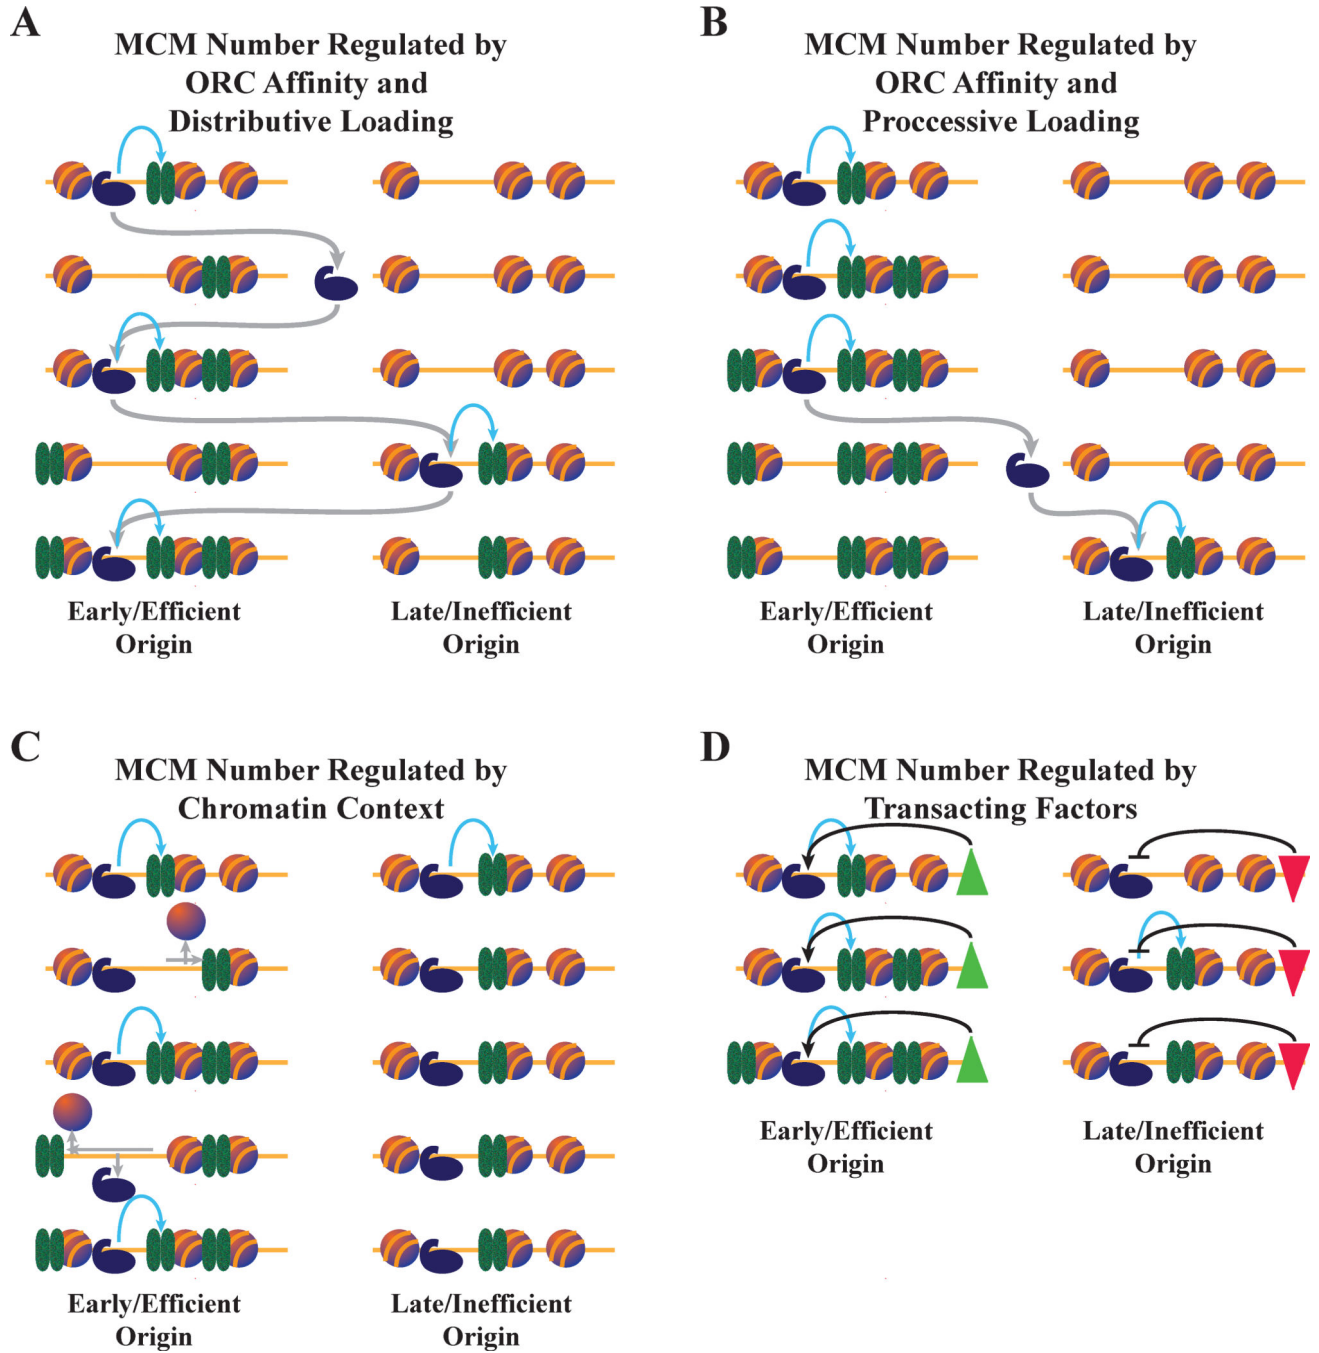 A
MCM Number Regulated by
ORC Affinity and
Distributive Loading
Early/Efficient
Origin
Late/Inefficient
Origin
B
MCM Number Regulated by
ORC Affinity and
Proccessive Loading
Early/Efficient
Origin
Late/Inefficient
Origin
C
MCM Number Regulated by
Chromatin Context
Early/Efficient
Origin
Late/Inefficient
Origin
D
MCM Number Regulated by
Transacting Factors
Early/Efficient
Origin
Late/Inefficient
Origin